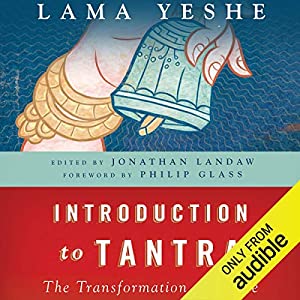 LAMA YESHE
EDITED BY JONATHAN LANDAW
FOREWORD BY PHILIP GLASS
INTRODUCTION
to TANTRA
The Transformation
ONLY FROM
audible